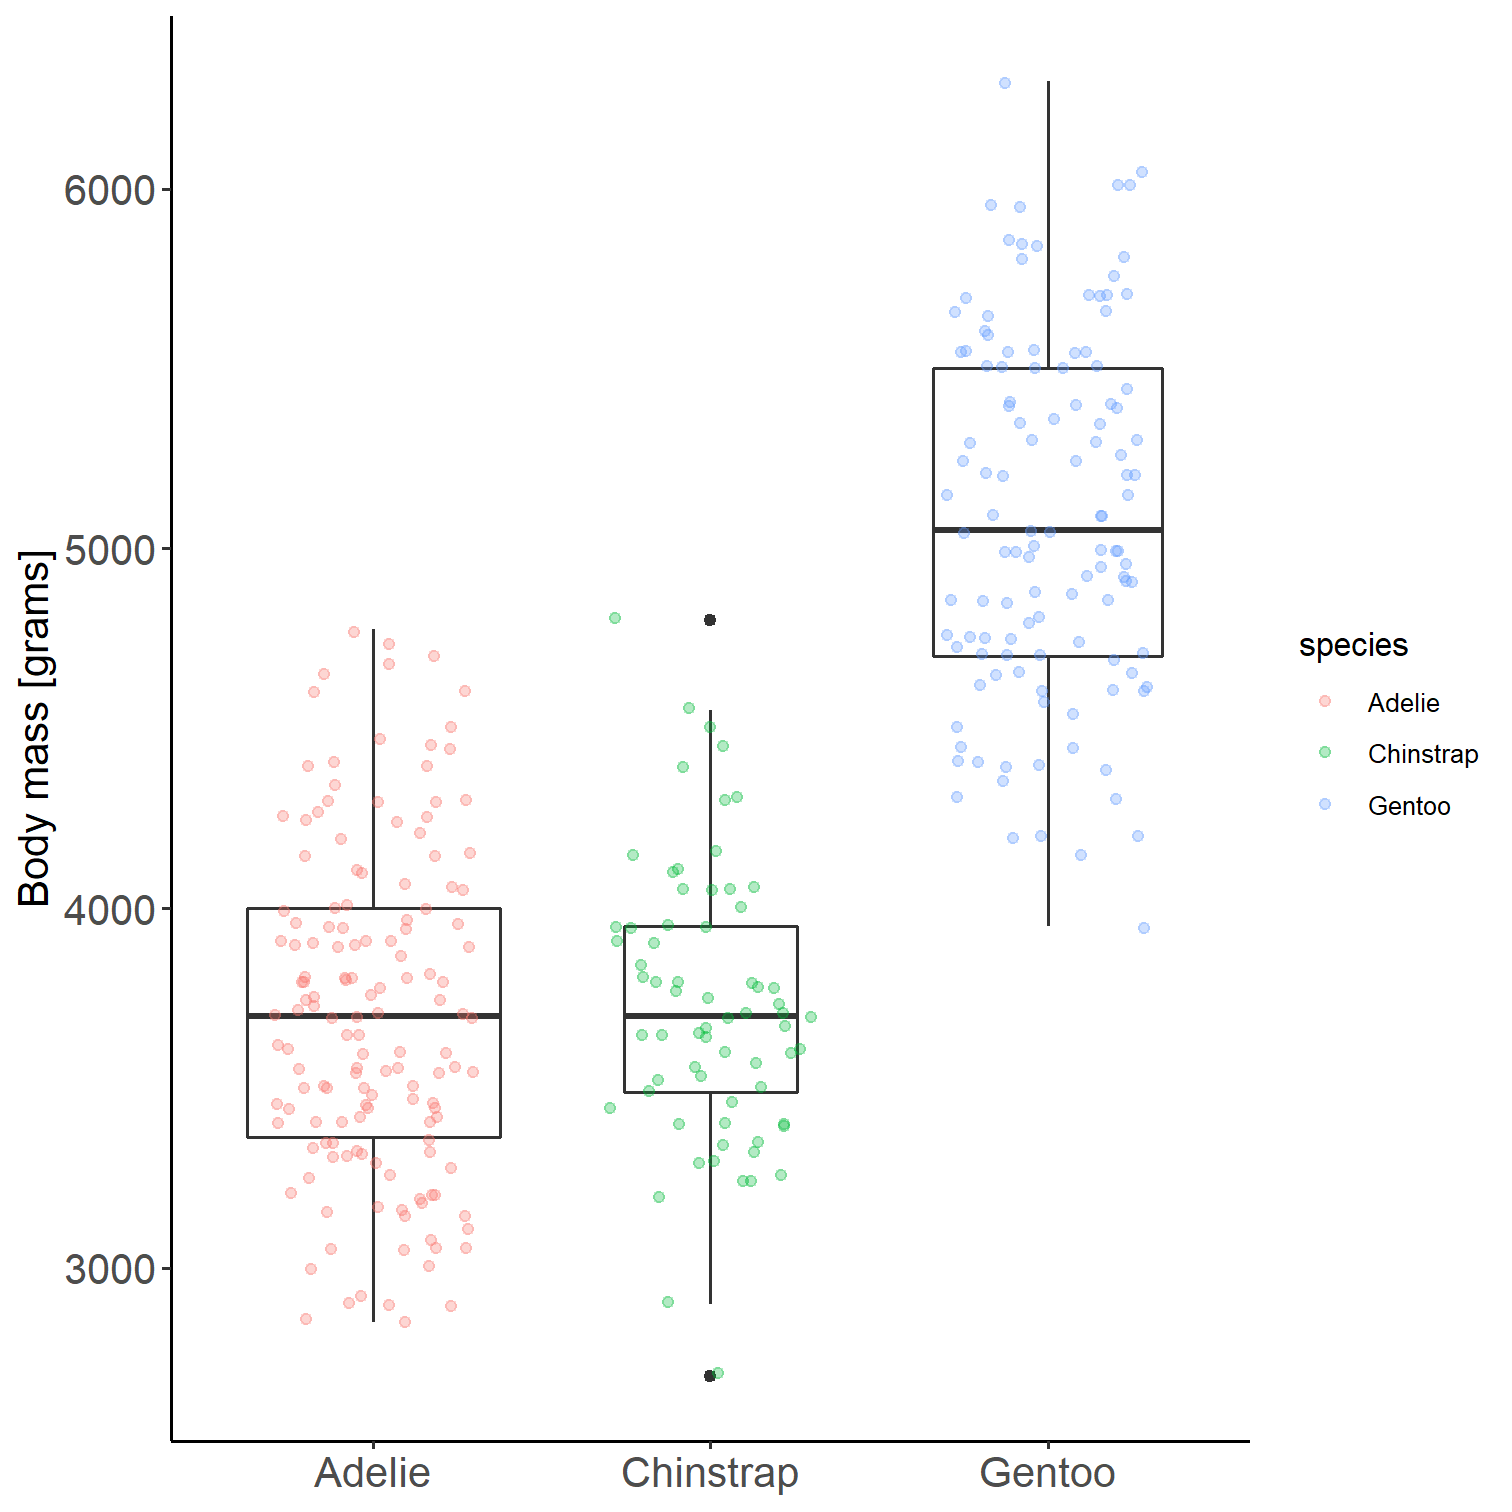 Body mass [grams]
6000
5000
4000
3000
Adelie
Chinstrap
Gentoo
species
Adelie
Chinstrap
Gentoo